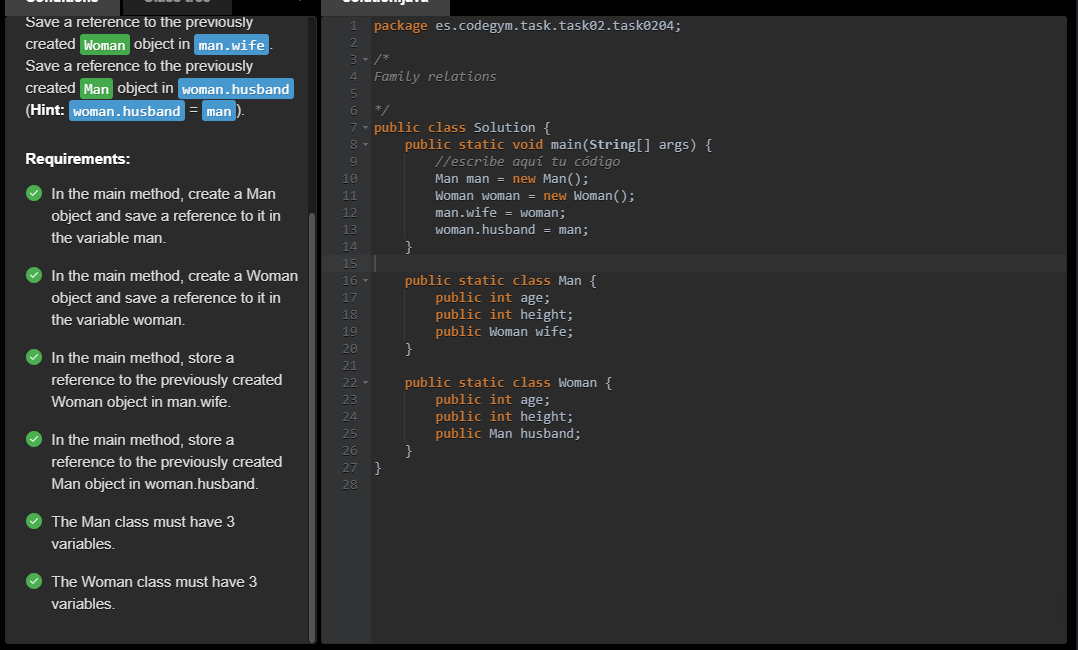 Save a reference to the previously
created Woman object in man.wife.
Save a reference to the previously
created Man object in woman.husband
(Hint: woman.husband = man).
Requirements:
In the main method, create a Man
object and save a reference to it in
the variable man.
In the main method, create a Woman
object and save a reference to it in
the variable woman.
In the main method, store a
reference to the previously created
Woman object in man.wife.
In the main method, store a
reference to the previously created
Man object in woman.husband.
The Man class must have 3
variables.
The Woman class must have 3
variables.
1 package es.codegym.task.task02.task0204;
2
3 /*
4 Family relations
5
6 */
7 public class Solution {
8 public static void main(String[] args) {
9 //escribe aquí tu código
10 Man man = new Man();
11 Woman woman = new Woman();
12 man.wife = woman;
13 woman.husband = man;
14 }
15
16 public static class Man {
17 public int age;
18 public int height;
19 public Woman wife;
20 }
21
22 public static class Woman {
23 public int age;
24 public int height;
25 public Man husband;
26 }
27 }
28